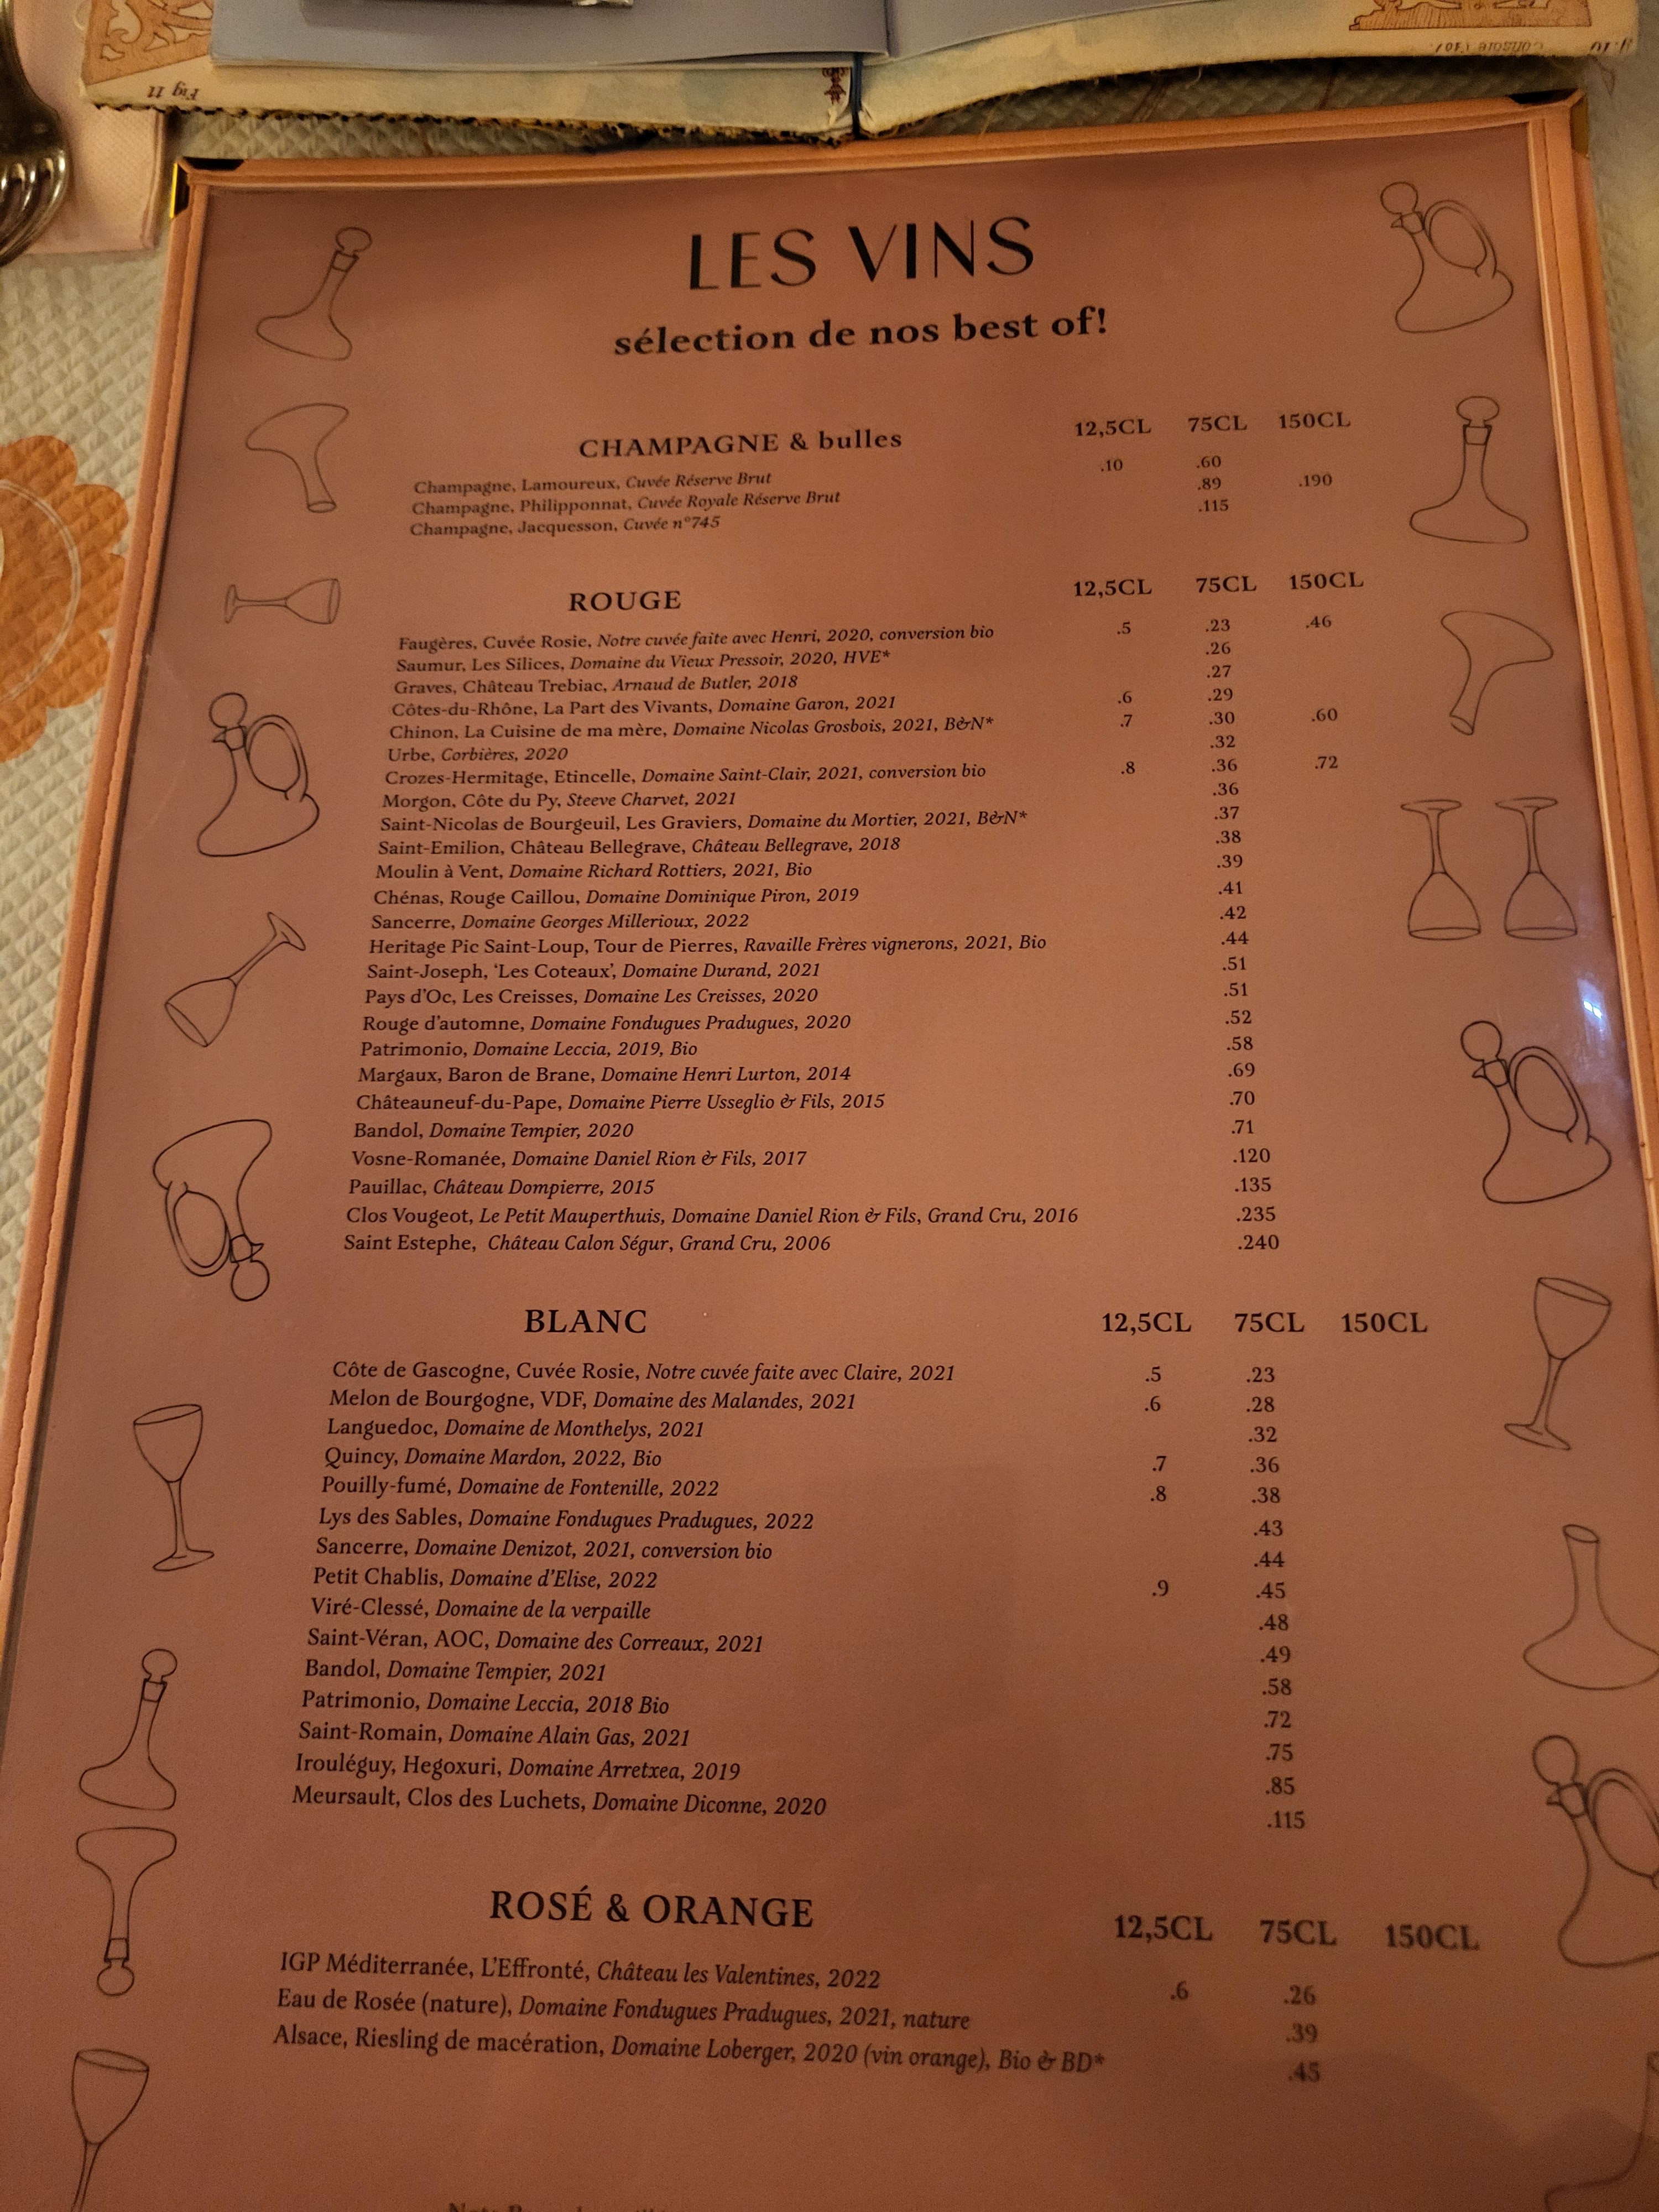 Fig 11
LES VINS
sélection de nos best of!
CHAMPAGNE & bulles 12,5CL 75CL 150CL
Champagne, Lamoureux, Cuvée Réserve Brut .10 .60
Champagne, Philipponnat, Cuvée Royale Réserve Brut .89 .190
Champagne, Jacquesson, Cuvée n°745 .115
ROUGE 12,5CL 75CL 150CL
Faugères, Cuvée Rosie, Notre cuvée faite avec Henri, 2020, conversion bio .5 .23 .46
Saumur, Les Silices, Domaine du Vieux Pressoir, 2020, HVE* .26
Graves, Château Trebiac, Arnaud de Butler, 2018 .27
Côtes-du-Rhône, La Part des Vivants, Domaine Garon, 2021 .6 .29
Chinon, La Cuisine de ma mère, Domaine Nicolas Grosbois, 2021, B&N* .7 .30 .60
Urbe, Corbières, 2020 .32
Crozes-Hermitage, Etincelle, Domaine Saint-Clair, 2021, conversion bio .8 .36 .72
Morgon, Côte du Py, Steeve Charvet, 2021 .36
Saint-Nicolas de Bourgeuil, Les Graviers, Domaine du Mortier, 2021, B&N* .37
Saint-Emilion, Château Bellegrave, Château Bellegrave, 2018 .38
Moulin à Vent, Domaine Richard Rottiers, 2021, Bio .39
Chénas, Rouge Caillou, Domaine Dominique Piron, 2019 .41
Sancerre, Domaine Georges Millerioux, 2022 .42
Heritage Pic Saint-Loup, Tour de Pierres, Ravaille Frères vignerons, 2021, Bio .44
Saint-Joseph, ‘Les Coteaux’, Domaine Durand, 2021 .51
Pays d’Oc, Les Creisses, Domaine Les Creisses, 2020 .51
Rouge d’automne, Domaine Fondugues Pradugues, 2020 .52
Patrimonio, Domaine Leccia, 2019, Bio .58
Margaux, Baron de Brane, Domaine Henri Lurton, 2014 .69
Châteauneuf-du-Pape, Domaine Pierre Usseglio & Fils, 2015 .70
Bandol, Domaine Tempier, 2020 .71
Vosne-Romanée, Domaine Daniel Rion & Fils, 2017 .120
Pauillac, Château Dompierre, 2015 .135
Clos Vougeot, Le Petit Mauperthuis, Domaine Daniel Rion & Fils, Grand Cru, 2016 .235
Saint Estephe, Château Calon Ségur, Grand Cru, 2006 .240
BLANC 12,5CL 75CL 150CL
Côte de Gascogne, Cuvée Rosie, Notre cuvée faite avec Claire, 2021 .5 .23
Melon de Bourgogne, VDF, Domaine des Malandes, 2021 .6 .28
Languedoc, Domaine de Monthelys, 2021 .32
Quincy, Domaine Mardon, 2022, Bio .7 .36
Pouilly-fumé, Domaine de Fontenille, 2022 .8 .38
Lys des Sables, Domaine Fondugues Pradugues, 2022 .43
Sancerre, Domaine Denizot, 2021, conversion bio .44
Petit Chablis, Domaine d’Elise, 2022 .9 .45
Viré-Clessé, Domaine de la verpaille .48
Saint-Véran, AOC, Domaine des Correaux, 2021 .49
Bandol, Domaine Tempier, 2021 .58
Patrimonio, Domaine Leccia, 2018 Bio .72
Saint-Romain, Domaine Alain Gas, 2021 .75
Irouléguy, Hegoxuri, Domaine Arretxea, 2019 .85
Meursault, Clos des Luchets, Domaine Diconne, 2020 .115
ROSÉ & ORANGE 12,5CL 75CL 150CL
IGP Méditerranée, L’Effronté, Château les Valentines, 2022 .6 .26
Eau de Rosée (nature), Domaine Fondugues Pradugues, 2021, nature .39
Alsace, Riesling de macération, Domaine Loberger, 2020 (vin orange), Bio & BD* .45